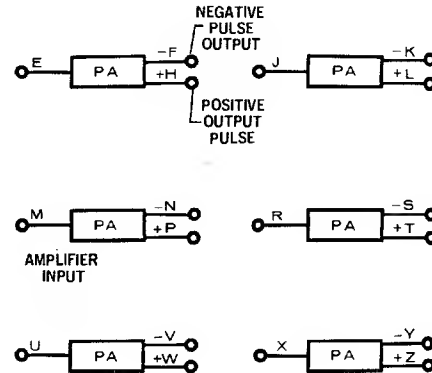 NEGATIVE
PULSE
OUTPUT
E PA -F
+H
POSITIVE
OUTPUT
PULSE
J PA -K
+L
M PA -N
+P
AMPLIFIER
INPUT
R PA -S
+T
U PA -V
+W
X PA -Y
+Z